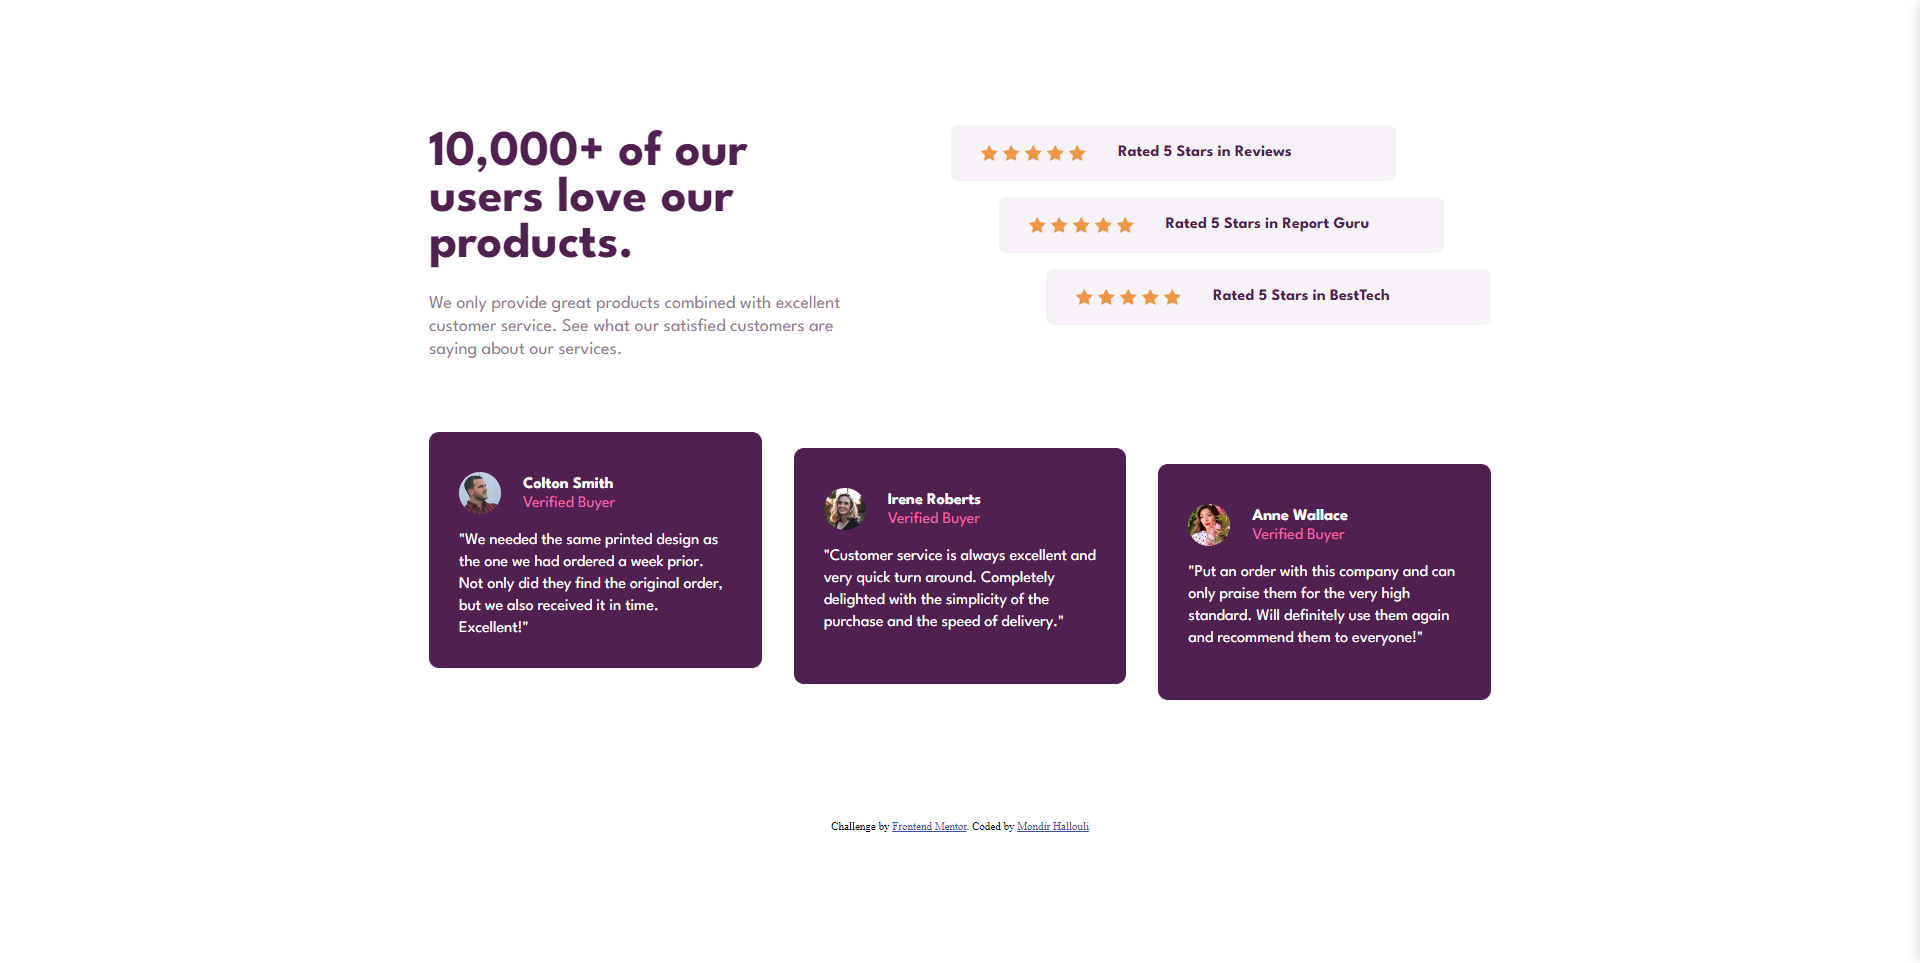 10,000+ of our
users love our
products.
We only provide great products combined with excellent
customer service. See what our satisfied customers are
saying about our services.
Rated 5 Stars in Reviews
Rated 5 Stars in Report Guru
Rated 5 Stars in BestTech
Colton Smith
Verified Buyer
"We needed the same printed design as
the one we had ordered a week prior.
Not only did they find the original order,
but we also received it in time.
Excellent!"
Irene Roberts
Verified Buyer
"Customer service is always excellent and
very quick turn around. Completely
delighted with the simplicity of the
purchase and the speed of delivery."
Anne Wallace
Verified Buyer
"Put an order with this company and can
only praise them for the very high
standard. Will definitely use them again
and recommend them to everyone!"
Challenge by Frontend Mentor. Coded by Mondir Hallouli